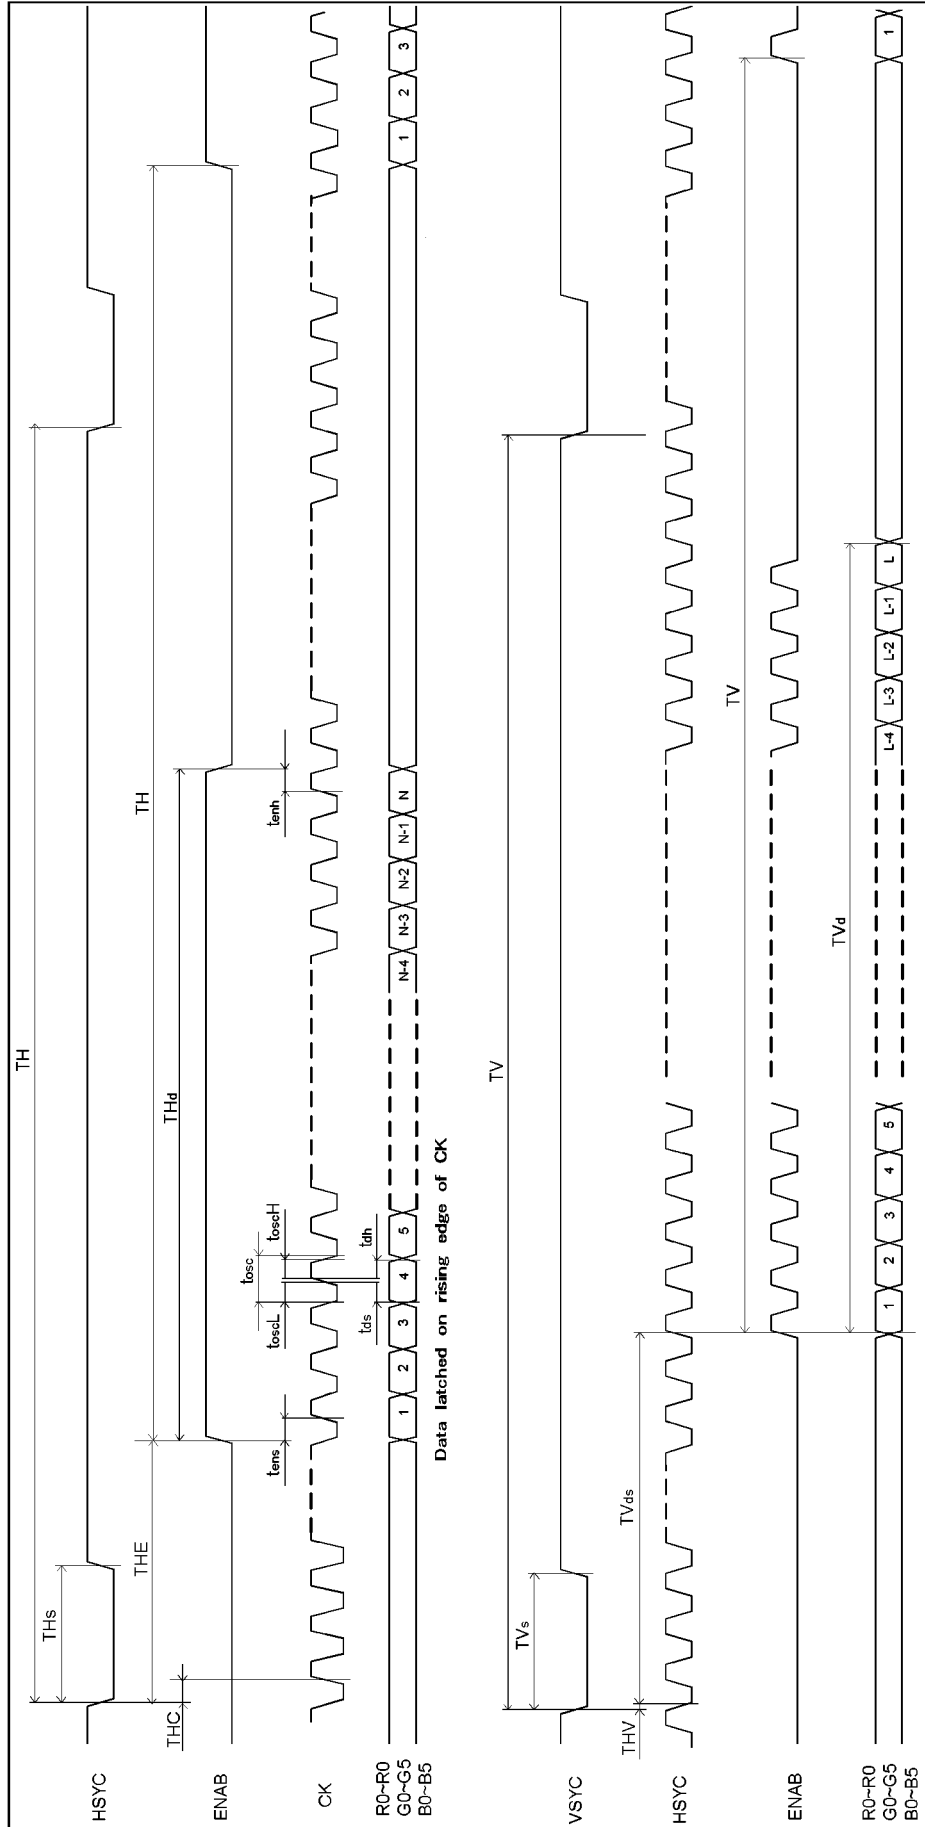 TH
THs
HSYC
THC
THE
TH
THd
ENAB
tosc
toscL
toscH
tens
tenh
CK
tds
tdh
R0~R0
G0~G5
B0~B5
1
2
3
4
5
N-4
N-3
N-2
N-1
N
1
2
3
Data latched on rising edge of CK
TV
TVs
VSYC
THV
TVds
HSYC
TV
ENAB
TVd
R0~R0
G0~G5
B0~B5
1
2
3
4
5
L-4
L-3
L-2
L-1
L
1